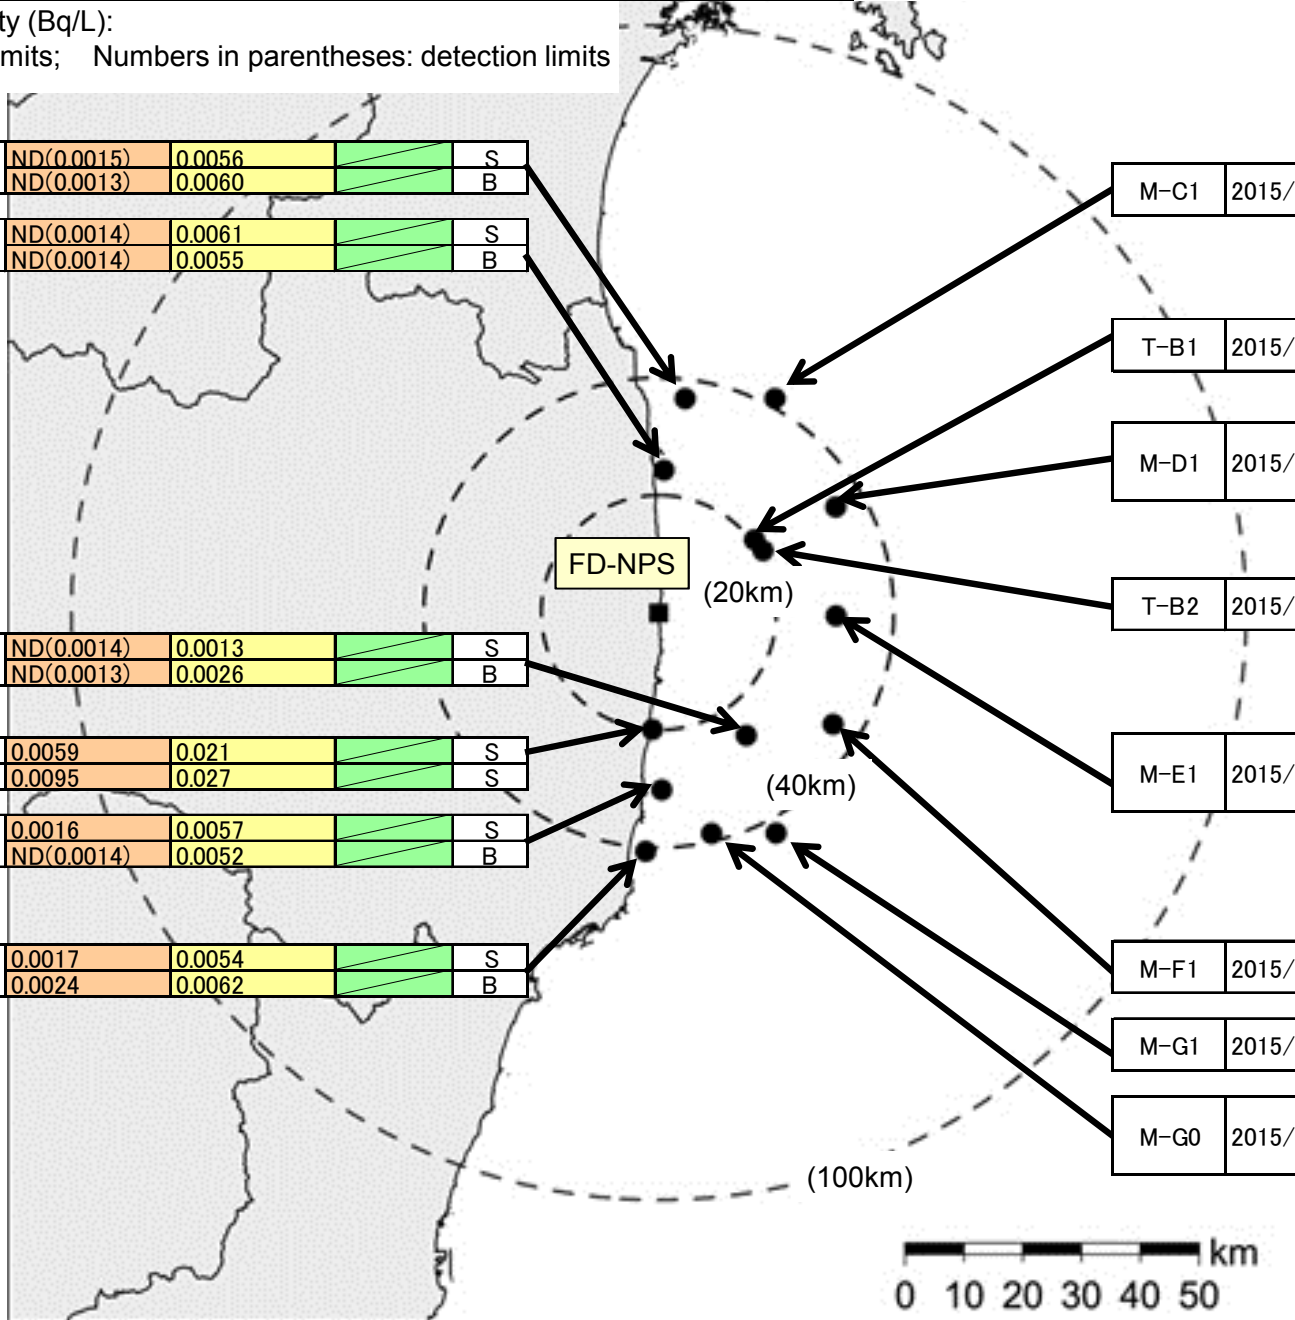 ty (Bq/L):
mits; Numbers in parentheses: detection limits
ND(0.0015) 0.0056 S
ND(0.0013) 0.0060 B
M-C1 2015/
ND(0.0014) 0.0061 S
ND(0.0014) 0.0055 B
T-B1 2015/
M-D1 2015/
FD-NPS
(20km)
T-B2 2015/
ND(0.0014) 0.0013 S
ND(0.0013) 0.0026 B
0.0059 0.021 S
0.0095 0.027 S
M-E1 2015/
(40km)
0.0016 0.0057 S
ND(0.0014) 0.0052 B
0.0017 0.0054 S
0.0024 0.0062 B
M-F1 2015/
M-G1 2015/
M-G0 2015/
(100km)
km
0 10 20 30 40 50